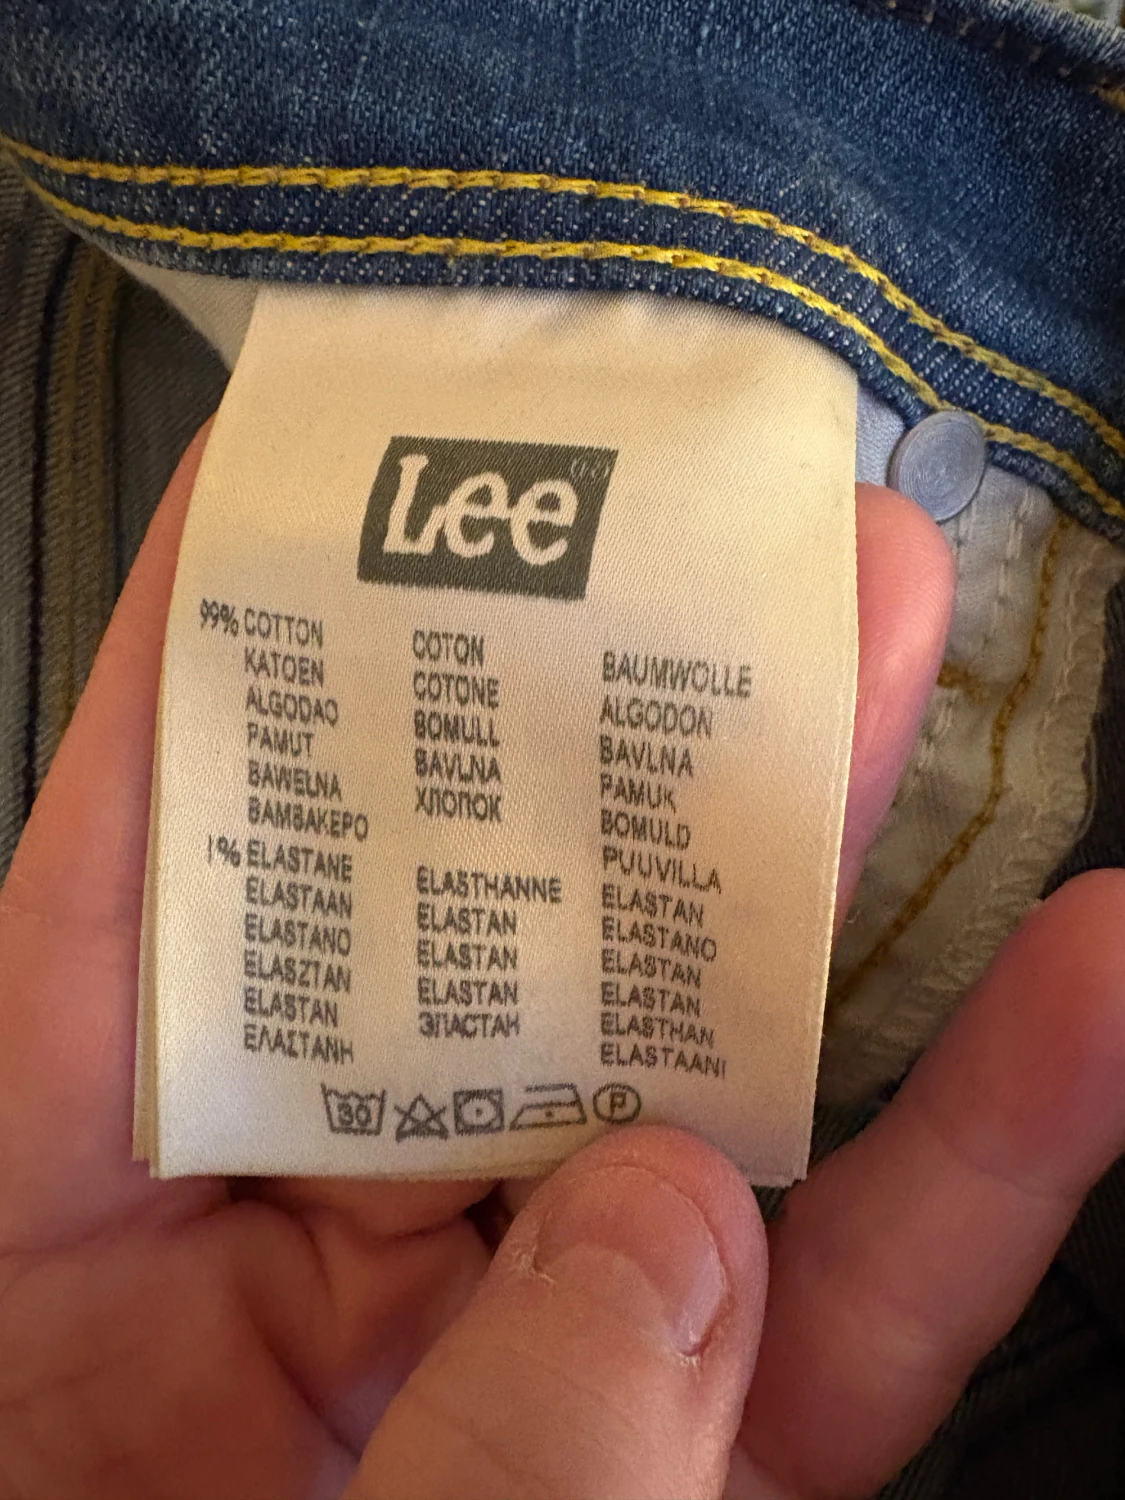 Lee
99% COTTON COTON BAUMWOLLE
KATOEN COTONE ALGODON
ALGODAO BOMULL BAVLNA
PAMUT BAVLNA PAMUK
BAWELNA ХЛОПОК BOMULD
BAMBAKEPO PUUVILLA
1% ELASTANE ELASTHANNE ELASTAN
ELASTAAN ELASTAN ELASTANO
ELASTANO ELASTAN ELASTAN
ELASZTAN ELASTAN ELASTAN
ELASTAN ЭЛАСТАН ELASTHAN
ΕΛΑΣΤΑΝΗ ELASTAANI
30 P